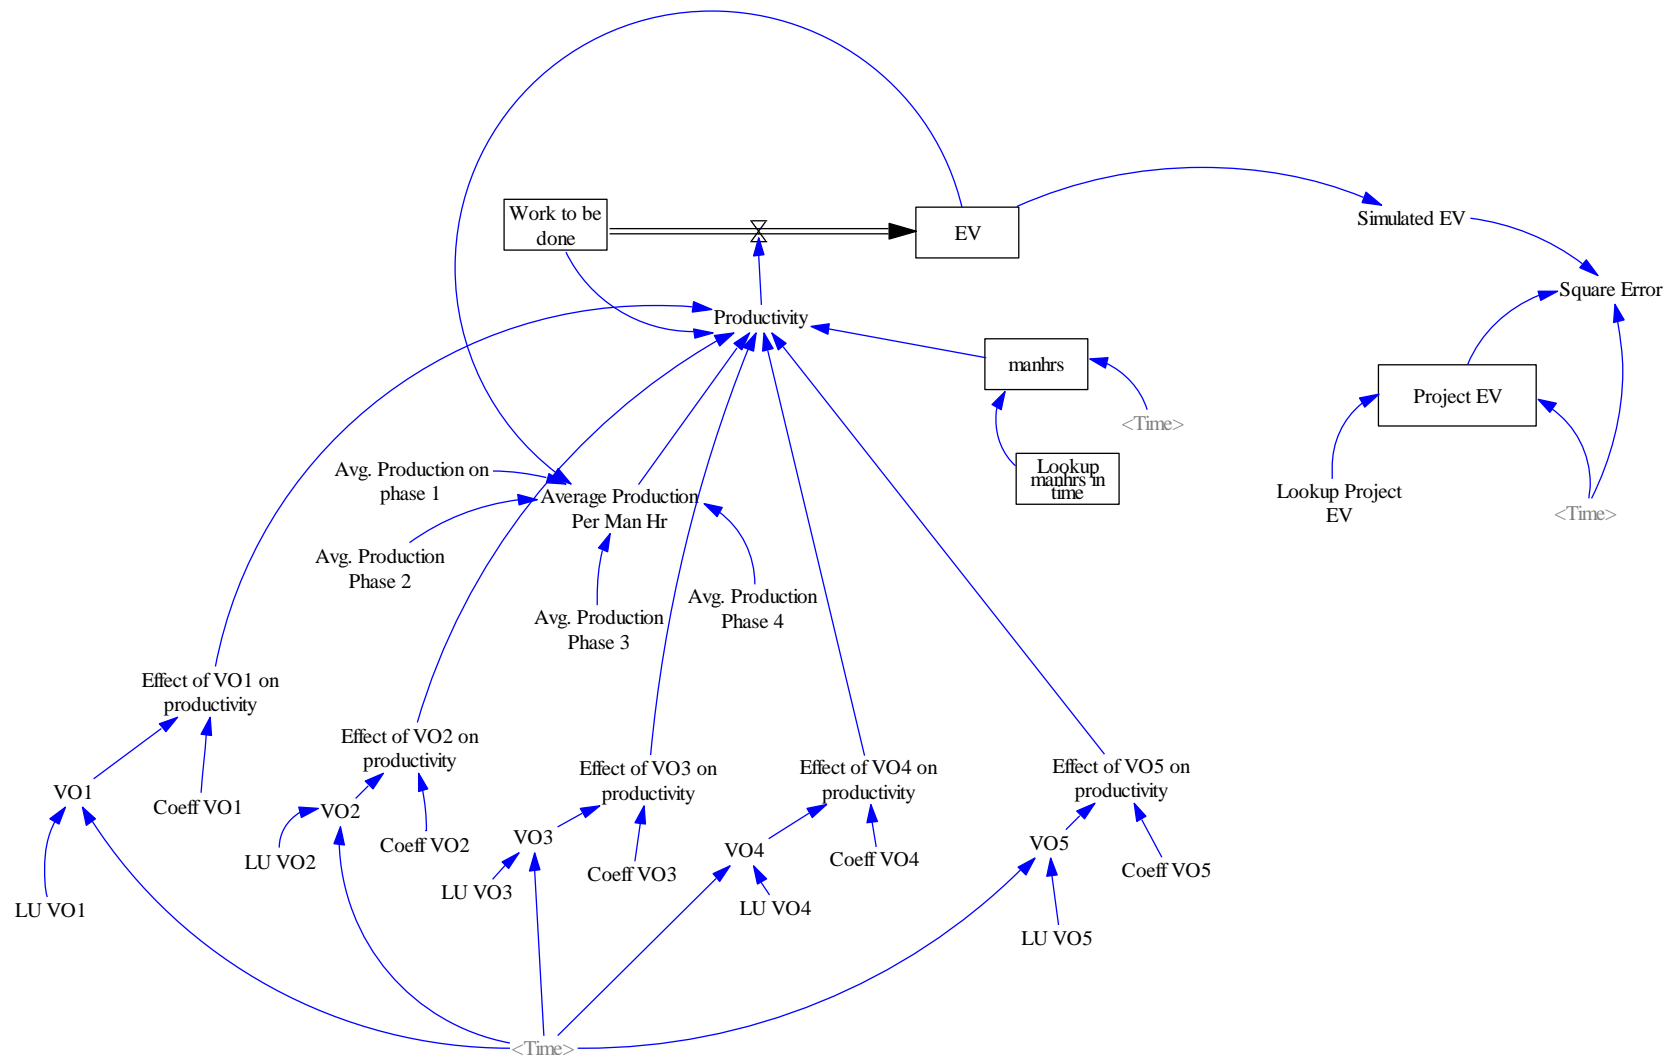 Work to be
done
EV
Simulated EV
Square Error
Productivity
manhrs
Project EV
<Time>
Lookup
manhrs in
time
Lookup Project
EV
<Time>
Avg. Production on
phase 1
Average Production
Per Man Hr
Avg. Production
Phase 2
Avg. Production
Phase 3
Avg. Production
Phase 4
Effect of VO1 on
productivity
Effect of VO2 on
productivity
Effect of VO3 on
productivity
Effect of VO4 on
productivity
Effect of VO5 on
productivity
VO1
Coeff VO1
VO2
Coeff VO2
VO3
Coeff VO3
VO4
Coeff VO4
VO5
Coeff VO5
LU VO1
LU VO2
LU VO3
LU VO4
LU VO5
<Time>